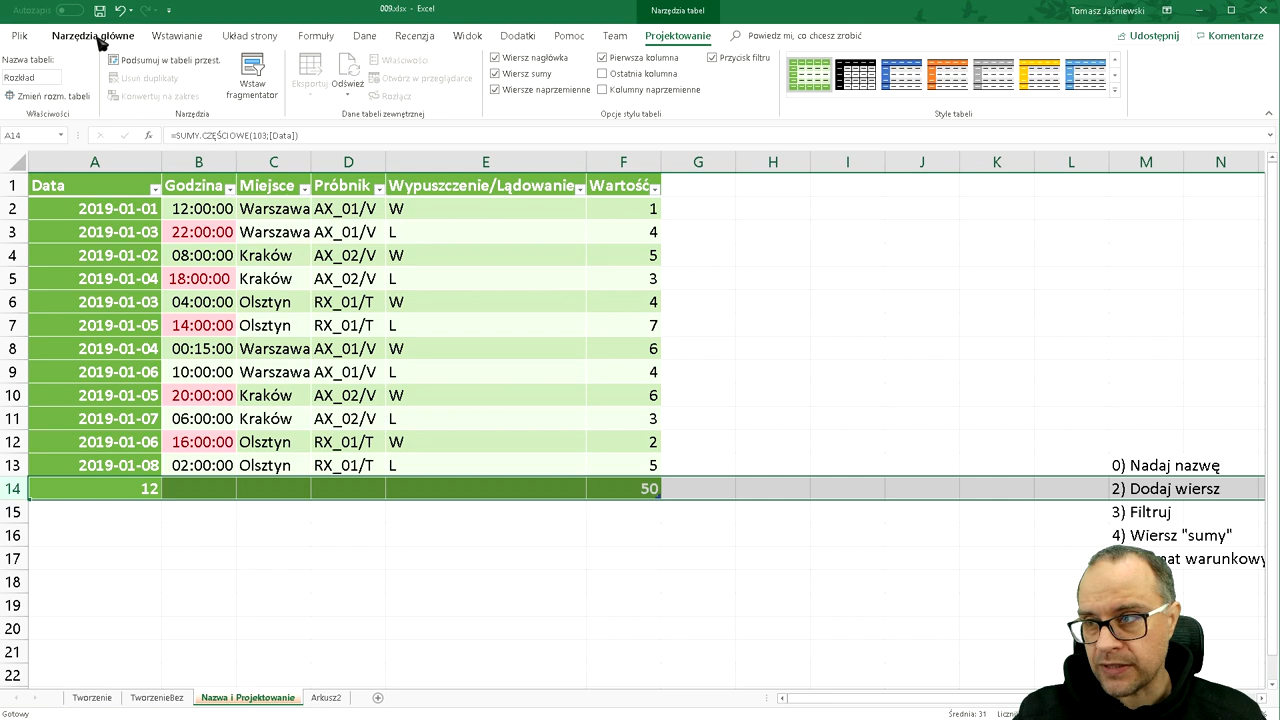 Autozapis
009.xlsx - Excel
Narzędzia tabel
Tomasz Jaśniewski
Plik Narzędzia główne Wstawianie Układ strony Formuły Dane Recenzja Widok Dodatki Pomoc Team Projektowanie Powiedz mi, co chcesz zrobić Udostępnij Komentarze
Nazwa tabeli:
Rozkład
Zmień rozm. tabeli
Właściwości
Podsumuj w tabeli przest.
Usuń duplikaty
Konwertuj na zakres
Narzędzia
Wstaw
fragmentator
Eksportuj Odśwież
Właściwości
Otwórz w przeglądarce
Rozłącz
Dane tabeli zewnętrznej
Wiersz nagłówka Pierwsza kolumna Przycisk filtru
Wiersz sumy Ostatnia kolumna
Wiersze naprzemienne Kolumny naprzemienne
Opcje stylu tabeli
Style tabeli
A14 fx =SUMY.CZĘŚCIOWE(103;[Data])
A B C D E F G H I J K L M N
1 Data Godzina Miejsce Próbnik Wypuszczenie/Lądowanie Wartość
2 2019-01-01 12:00:00 Warszawa AX_01/V W 1
3 2019-01-03 22:00:00 Warszawa AX_01/V L 4
4 2019-01-02 08:00:00 Kraków AX_02/V W 5
5 2019-01-04 18:00:00 Kraków AX_02/V L 3
6 2019-01-03 04:00:00 Olsztyn RX_01/T W 4
7 2019-01-05 14:00:00 Olsztyn RX_01/T L 7
8 2019-01-04 00:15:00 Warszawa AX_01/V W 6
9 2019-01-06 10:00:00 Warszawa AX_01/V L 4
10 2019-01-05 20:00:00 Kraków AX_02/V W 6
11 2019-01-07 06:00:00 Kraków AX_02/V L 3
12 2019-01-06 16:00:00 Olsztyn RX_01/T W 2
13 2019-01-08 02:00:00 Olsztyn RX_01/T L 5 0) Nadaj nazwę
14 12 50 2) Dodaj wiersz
15 3) Filtruj
16 4) Wiersz "sumy"
17 mat warunkowy
18
19
20
21
22
Tworzenie TworzenieBez Nazwa i Projektowanie Arkusz2
Gotowy Średnia: 31